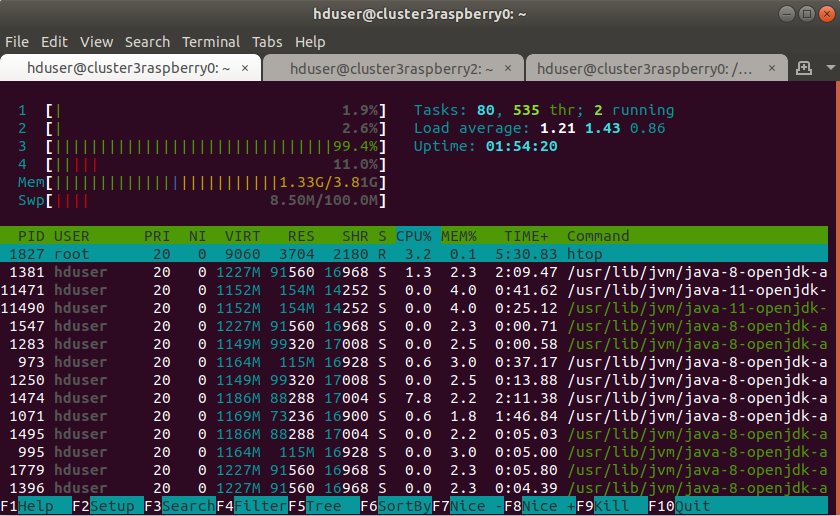 hduser@cluster3raspberry0: ~
File Edit View Search Terminal Tabs Help
hduser@cluster3raspberry0: ~ × hduser@cluster3raspberry2: ~ × hduser@cluster3raspberry0: /... ×
1 [| 1.9%] Tasks: 80, 535 thr; 2 running
2 [| 2.6%] Load average: 1.21 1.43 0.86
3 [||||||||||||||||||||||||||||||||99.4%] Uptime: 01:54:20
4 [||||| 11.0%]
Mem[|||||||||||||||||||||||||1.33G/3.81G]
Swp[|||| 8.50M/100.0M]
PID USER PRI NI VIRT RES SHR S CPU% MEM% TIME+ Command
1827 root 20 0 9060 3704 2180 R 3.2 0.1 5:30.83 htop
1381 hduser 20 0 1227M 91560 16968 S 1.3 2.3 2:09.47 /usr/lib/jvm/java-8-openjdk-a
11471 hduser 20 0 1152M 154M 14252 S 0.0 4.0 0:41.62 /usr/lib/jvm/java-11-openjdk-
11490 hduser 20 0 1152M 154M 14252 S 0.0 4.0 0:25.12 /usr/lib/jvm/java-11-openjdk-
1547 hduser 20 0 1227M 91560 16968 S 0.0 2.3 0:00.71 /usr/lib/jvm/java-8-openjdk-a
1283 hduser 20 0 1149M 99320 17008 S 0.0 2.5 0:00.58 /usr/lib/jvm/java-8-openjdk-a
973 hduser 20 0 1164M 115M 16928 S 0.6 3.0 0:37.17 /usr/lib/jvm/java-8-openjdk-a
1250 hduser 20 0 1149M 99320 17008 S 0.0 2.5 0:13.88 /usr/lib/jvm/java-8-openjdk-a
1474 hduser 20 0 1186M 88288 17004 S 7.8 2.2 2:11.38 /usr/lib/jvm/java-8-openjdk-a
1071 hduser 20 0 1169M 73236 16900 S 0.6 1.8 1:46.84 /usr/lib/jvm/java-8-openjdk-a
1495 hduser 20 0 1186M 88288 17004 S 0.0 2.2 0:05.03 /usr/lib/jvm/java-8-openjdk-a
995 hduser 20 0 1164M 115M 16928 S 0.0 3.0 0:05.00 /usr/lib/jvm/java-8-openjdk-a
1779 hduser 20 0 1227M 91560 16968 S 0.0 2.3 0:05.80 /usr/lib/jvm/java-8-openjdk-a
1396 hduser 20 0 1227M 91560 16968 S 0.0 2.3 0:04.39 /usr/lib/jvm/java-8-openjdk-a
F1Help F2Setup F3SearchF4FilterF5Tree F6SortByF7Nice -F8Nice +F9Kill F10Quit